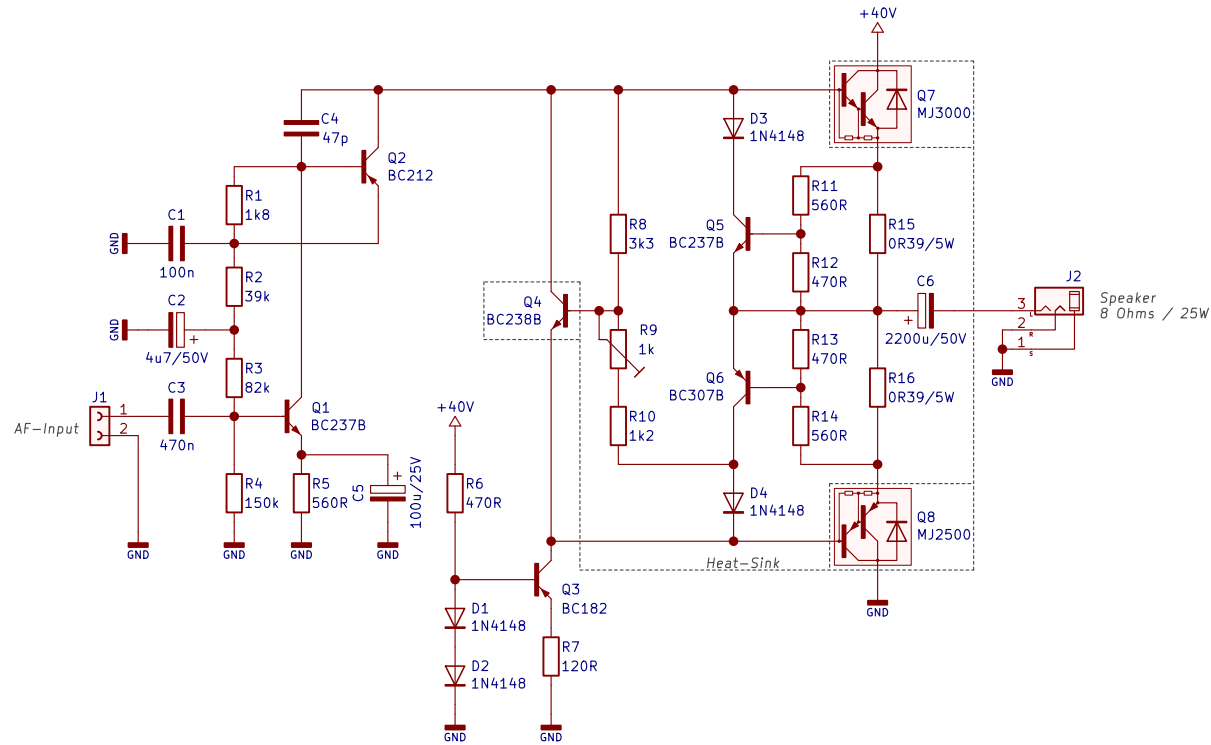 +40V
Q7
MJ3000
C4
47p
D3
1N4148
Q2
BC212
R1
1k8
R11
560R
C1
100n
GND
R8
3k3
Q5
BC237B
R15
0R39/5W
R2
39k
R12
470R
C6
+
2200u/50V
J2
Speaker
8 Ohms / 25W
3
L
2
R
1
S
GND
C2
+
4u7/50V
GND
Q4
BC238B
R9
1k
R13
470R
R3
82k
Q6
BC307B
R16
0R39/5W
J1
1
2
AF-Input
C3
470n
Q1
BC237B
+40V
R10
1k2
R14
560R
R4
150k
R5
560R
C5
+
100u/25V
R6
470R
D4
1N4148
Q8
MJ2500
GND
GND
GND
GND
Heat-Sink
Q3
BC182
GND
D1
1N4148
R7
120R
D2
1N4148
GND
GND